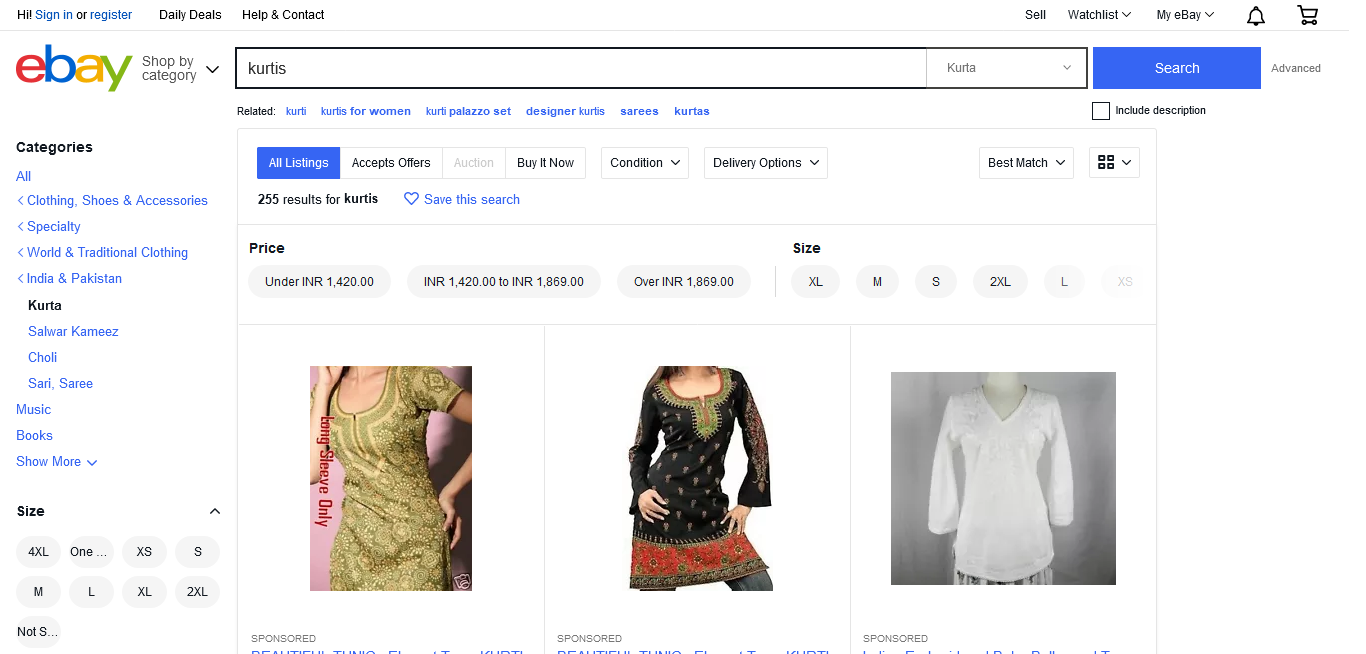 Hi! Sign in or register Daily Deals Help & Contact Sell Watchlist My eBay
ebay Shop by category kurtis Kurta Search Advanced
Related: kurti kurtis for women kurti palazzo set designer kurtis sarees kurtas Include description
Categories
All
Clothing, Shoes & Accessories
Specialty
World & Traditional Clothing
India & Pakistan
Kurta
Salwar Kameez
Choli
Sari, Saree
Music
Books
Show More
Size
4XL One ... XS S
M L XL 2XL
Not S...
All Listings Accepts Offers Auction Buy It Now Condition Delivery Options Best Match
255 results for kurtis Save this search
Price Size
Under INR 1,420.00 INR 1,420.00 to INR 1,869.00 Over INR 1,869.00 XL M S 2XL L XS
Long Sleeve Only
SPONSORED SPONSORED SPONSORED